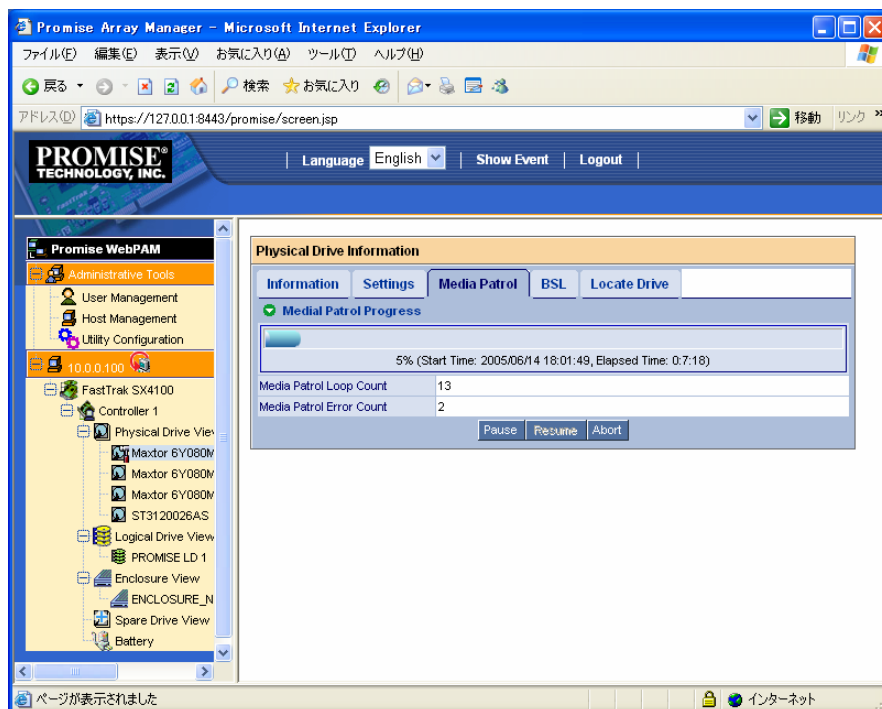 Promise Array Manager - Microsoft Internet Explorer
ファイル(F) 編集(E) 表示(V) お気に入り(A) ツール(T) ヘルプ(H)
戻る 検索 お気に入り
アドレス(D) https://127.0.0.1:8443/promise/screen.jsp 移動 リンク »
PROMISE®
TECHNOLOGY, INC.
| Language English | Show Event | Logout |
Promise WebPAM
Administrative Tools
User Management
Host Management
Utility Configuration
10.0.0.100
FastTrak SX4100
Controller 1
Physical Drive View
Maxtor 6Y080M
Maxtor 6Y080M
Maxtor 6Y080M
ST3120026AS
Logical Drive View
PROMISE LD 1
Enclosure View
ENCLOSURE_N
Spare Drive View
Battery
Physical Drive Information
Information Settings Media Patrol BSL Locate Drive
Medial Patrol Progress
5% (Start Time: 2005/06/14 18:01:49, Elapsed Time: 0:7:18)
Media Patrol Loop Count 13
Media Patrol Error Count 2
Pause Resume Abort
ページが表示されました インターネット